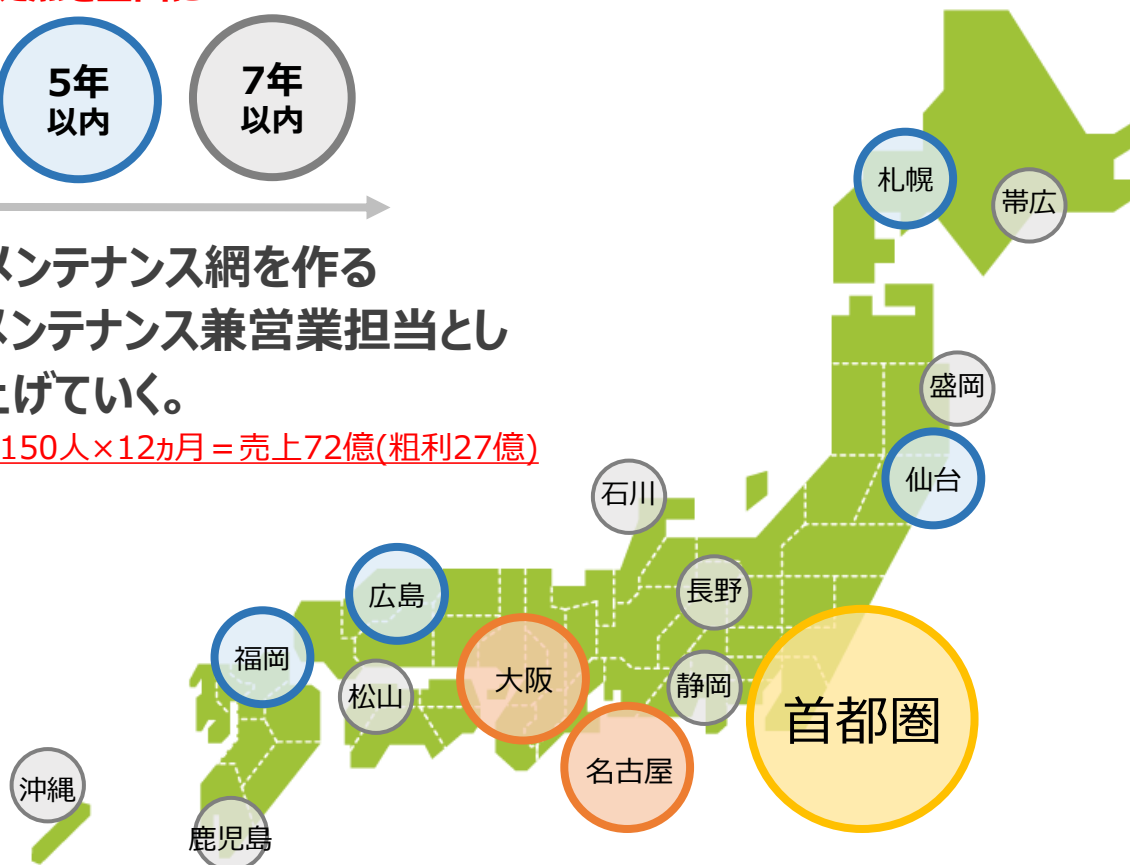 5年
以内
7年
以内
メンテナンス網を作る
メンテナンス兼営業担当とし
上げていく。
150人×12ヵ月＝売上72億(粗利27億)
札幌
帯広
盛岡
仙台
石川
長野
広島
福岡
松山
大阪
静岡
首都圏
名古屋
沖縄
鹿児島